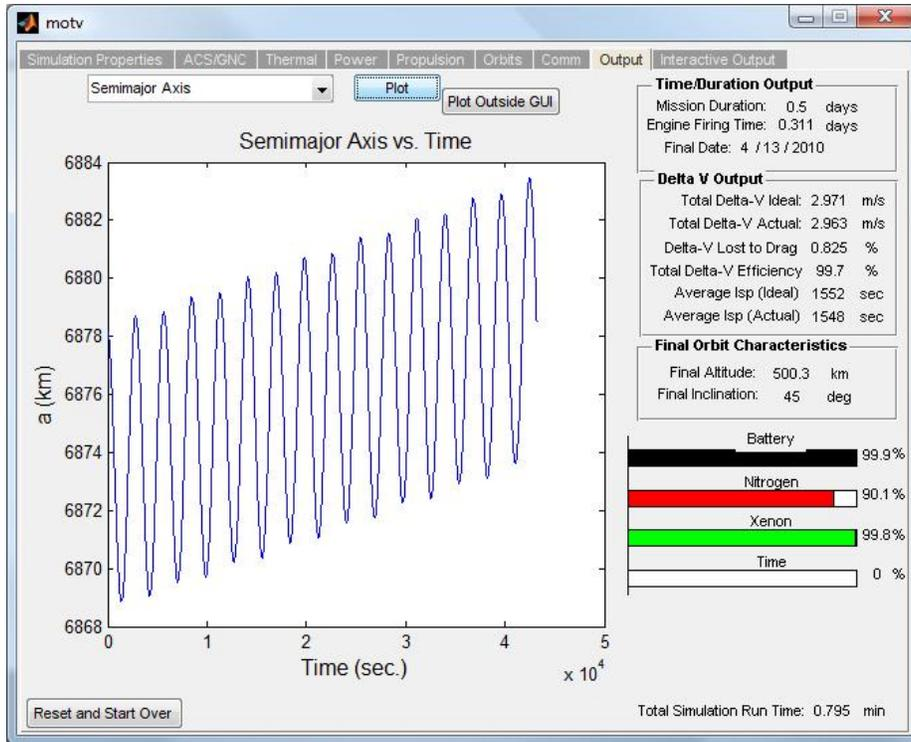 motv
Simulation Properties ACS/GNC Thermal Power Propulsion Orbits Comm Output Interactive Output
Semimajor Axis Plot Plot Outside GUI
Semimajor Axis vs. Time
6884
6882
6880
6878
6876
6874
6872
6870
6868
a (km)
0 1 2 3 4 5
Time (sec.) x 10^4
Time/Duration Output
Mission Duration: 0.5 days
Engine Firing Time: 0.311 days
Final Date: 4 / 13 / 2010
Delta V Output
Total Delta-V Ideal: 2.971 m/s
Total Delta-V Actual: 2.963 m/s
Delta-V Lost to Drag 0.825 %
Total Delta-V Efficiency 99.7 %
Average Isp (Ideal) 1552 sec
Average Isp (Actual) 1548 sec
Final Orbit Characteristics
Final Altitude: 500.3 km
Final Inclination: 45 deg
Battery
99.9%
Nitrogen
90.1%
Xenon
99.8%
Time
0 %
Reset and Start Over
Total Simulation Run Time: 0.795 min